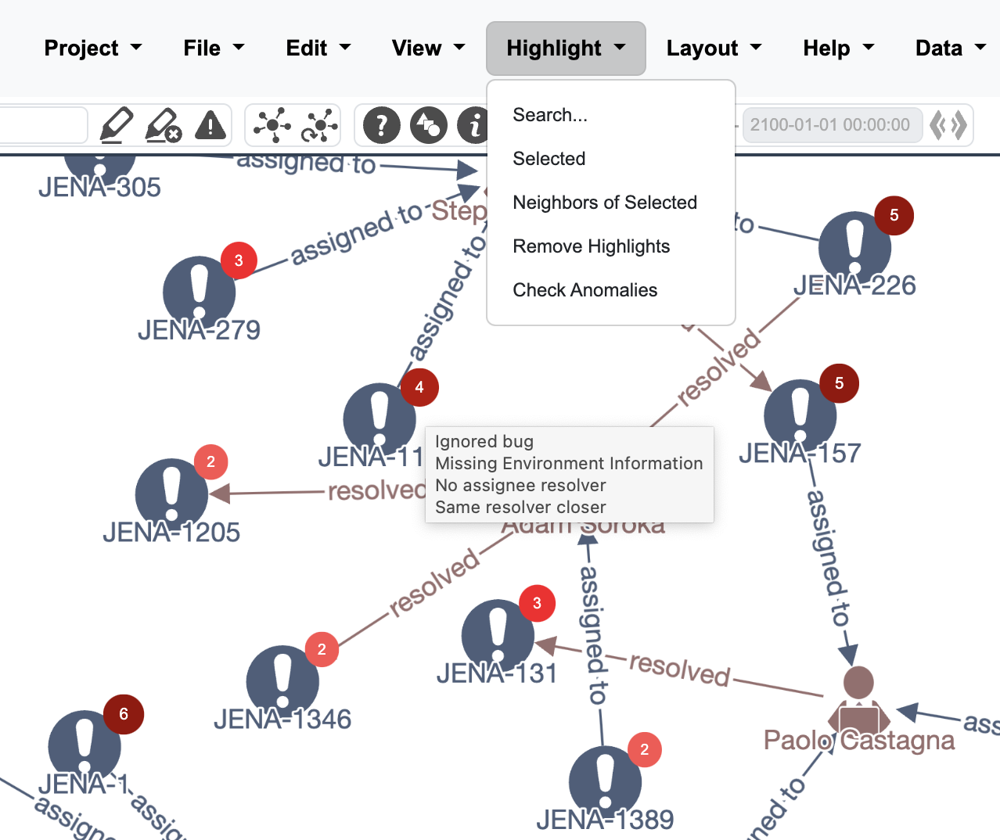 Project File Edit View Highlight Layout Help Data
Search...
Selected
Neighbors of Selected
Remove Highlights
Check Anomalies
2100-01-01 00:00:00
assigned to
JENA-305
assigned to
Step
to
5
JENA-226
3
JENA-279
assigned to
resolved
4
JENA-11
5
JENA-157
Ignored bug
Missing Environment Information
No assignee resolver
Same resolver closer
2
JENA-1205
resolved
Adam Soroka
assigned to
resolved
assigned to
3
JENA-131
resolved
2
JENA-1346
Paolo Castagna
6
JENA-1
2
JENA-1389
assigne
assig
ned to
ass